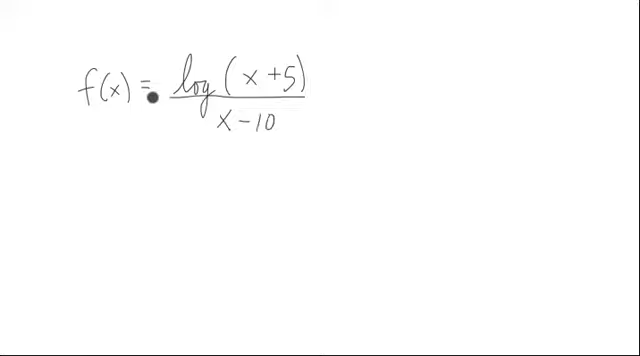 f(x) = log(x+5) / x-10